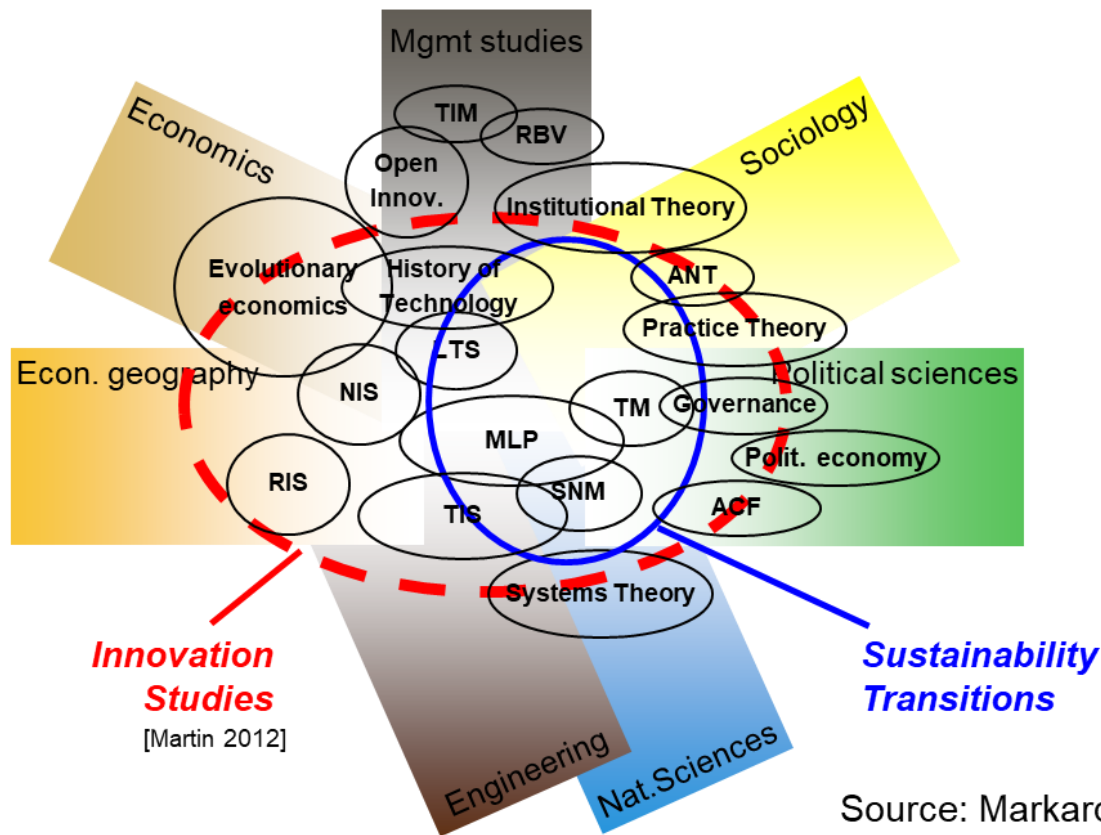 Mgmt studies
Economics
Sociology
TIM
RBV
Open
Innov.
Institutional Theory
Evolutionary
economics
History of
Technology
ANT
Practice Theory
LTS
Econ. geography
Political sciences
NIS
TM
Governance
MLP
Polit. economy
RIS
SNM
TIS
ACF
Systems Theory
Innovation
Studies
[Martin 2012]
Sustainability
Transitions
Engineering
Nat.Sciences
Source: